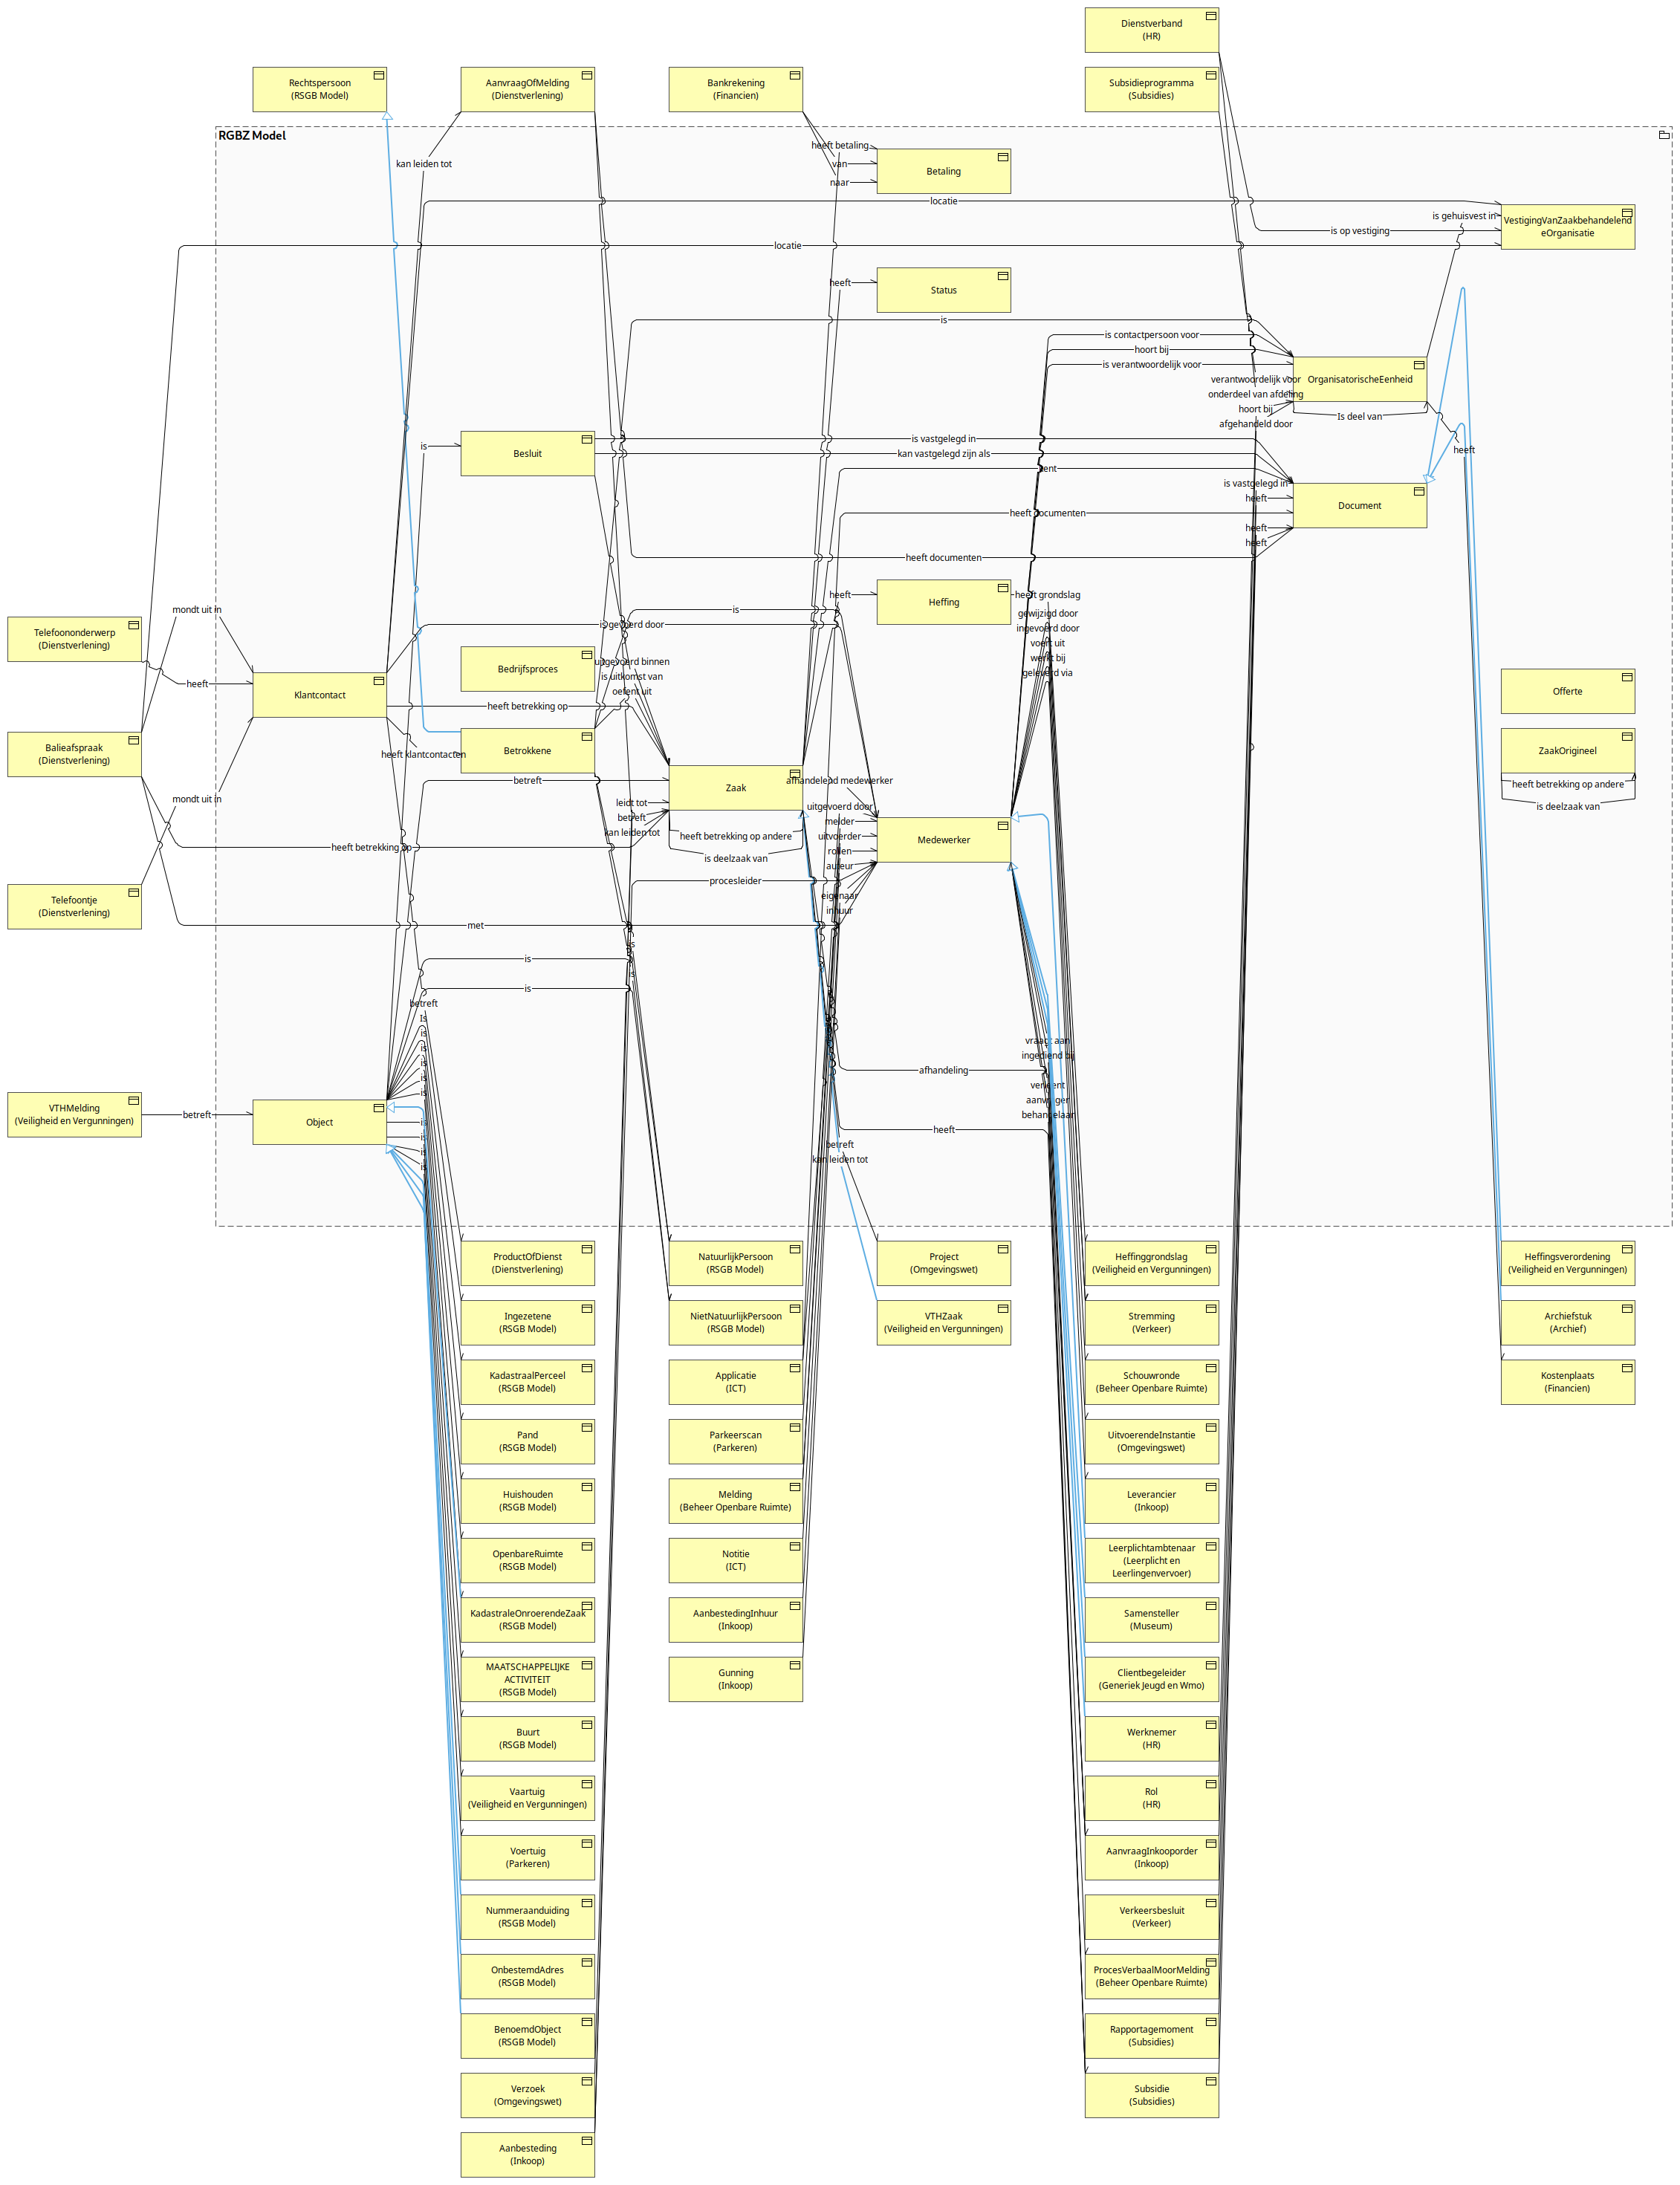 Dienstverband
(HR)
Rechtspersoon
(RSGB Model)
AanvraagOfMelding
(Dienstverlening)
Bankrekening
(Financien)
Subsidieprogramma
(Subsidies)
RGBZ Model
heeft betaling
kan leiden tot
van
naar
Betaling
locatie
is gehuisvest in
VestigingVanZaakbehandelend
eOrganisatie
is op vestiging
locatie
heeft
Status
is
is contactpersoon voor
hoort bij
is verantwoordelijk voor
verantwoordelijk voor
OrganisatorischeEenheid
onderdeel van afdeling
hoort bij
Is deel van
afgehandeld door
is
Besluit
is vastgelegd in
kan vastgelegd zijn als
heeft
is vastgelegd in
heeft
Document
heeft documenten
heeft
heeft
heeft documenten
heeft
Heffing
heeft grondslag
mondt uit in
is
gewijzigd door
is gevoerd door
ingevoerd door
Telefoononderwerp
(Dienstverlening)
voert uit
werkt bij
geleverd via
Bedrijfsproces
uitgevoerd binnen
is uitkomst van
oefent uit
heeft
Klantcontact
heeft betrekking op
Offerte
Balieafspraak
(Dienstverlening)
heeft klantcontacten
Betrokkene
ZaakOrigineel
heeft betrekking op andere
is deelzaak van
betreft
Zaak
afhandelend medewerker
mondt uit in
leidt tot
betreft
kan leiden tot
heeft betrekking andere
is deelzaak van
uitgevoerd door
melder
uitvoerder
rollen
auteur
Medewerker
heeft betrekking op
procesleider
eigenaar
inhuur
Telefoontje
(Dienstverlening)
met
is
is
is
is
betreft
Is
is
is
is
is
is
vraagt aan
ingediend bij
afhandeling
verleent
aanvrager
behandelaar
VTHMelding
(Veiligheid en Vergunningen)
betreft
Object
is
is
is
is
heeft
betreft
kan leiden tot
ProductOfDienst
(Dienstverlening)
NatuurlijkPersoon
(RSGB Model)
Project
(Omgevingswet)
Heffinggrondslag
(Veiligheid en Vergunningen)
Heffingsverordening
(Veiligheid en Vergunningen)
Ingezetene
(RSGB Model)
NietNatuurlijkPersoon
(RSGB Model)
VTHZaak
(Veiligheid en Vergunningen)
Stremming
(Verkeer)
Archiefstuk
(Archief)
KadastraalPerceel
(RSGB Model)
Applicatie
(ICT)
Schouwronde
(Beheer Openbare Ruimte)
Kostenplaats
(Financien)
Pand
(RSGB Model)
Parkeerscan
(Parkeren)
UitvoerendeInstantie
(Omgevingswet)
Huishouden
(RSGB Model)
Melding
(Beheer Openbare Ruimte)
Leverancier
(Inkoop)
OpenbareRuimte
(RSGB Model)
Notitie
(ICT)
Leerplichtambtenaar
(Leerplicht en
Leerlingenvervoer)
KadastraleOnroerendeZaak
(RSGB Model)
AanbestedingInhuur
(Inkoop)
Samensteller
(Museum)
MAATSCHAPPELIJKE
ACTIVITEIT
(RSGB Model)
Gunning
(Inkoop)
Clientbegeleider
(Generiek Jeugd en Wmo)
Buurt
(RSGB Model)
Werknemer
(HR)
Vaartuig
(Veiligheid en Vergunningen)
Rol
(HR)
Voertuig
(Parkeren)
AanvraagInkooporder
(Inkoop)
Nummeraanduiding
(RSGB Model)
Verkeersbesluit
(Verkeer)
OnbestemdAdres
(RSGB Model)
ProcesVerbaalMoorMelding
(Beheer Openbare Ruimte)
BenoemdObject
(RSGB Model)
Rapportagemoment
(Subsidies)
Verzoek
(Omgevingswet)
Subsidie
(Subsidies)
Aanbesteding
(Inkoop)